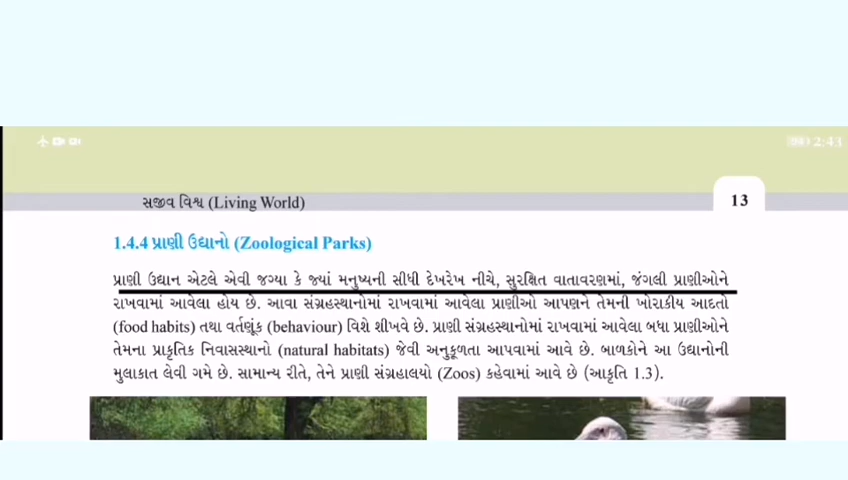 2:43
સજીવ વિશ્વ (Living World)
13
1.4.4 પ્રાણી ઉદ્યાનો (Zoological Parks)
પ્રાણી ઉદ્યાન એટલે એવી જગ્યા કે જ્યાં મનુષ્યની સીધી દેખરેખ નીચે, સુરક્ષિત વાતાવરણમાં, જંગલી પ્રાણીઓને
રાખવામાં આવેલા હોય છે. આવા સંગ્રહસ્થાનોમાં રાખવામાં આવેલા પ્રાણીઓ આપણને તેમની ખોરાકીય આદતો
(food habits) તથા વર્તણૂંક (behaviour) વિશે શીખવે છે. પ્રાણી સંગ્રહસ્થાનોમાં રાખવામાં આવેલા બધા પ્રાણીઓને
તેમના પ્રાકૃતિક નિવાસસ્થાનો (natural habitats) જેવી અનુકૂળતા આપવામાં આવે છે. બાળકોને આ ઉદ્યાનોની
મુલાકાત લેવી ગમે છે. સામાન્ય રીતે, તેને પ્રાણી સંગ્રહાલયો (Zoos) કહેવામાં આવે છે (આકૃતિ 1.3).